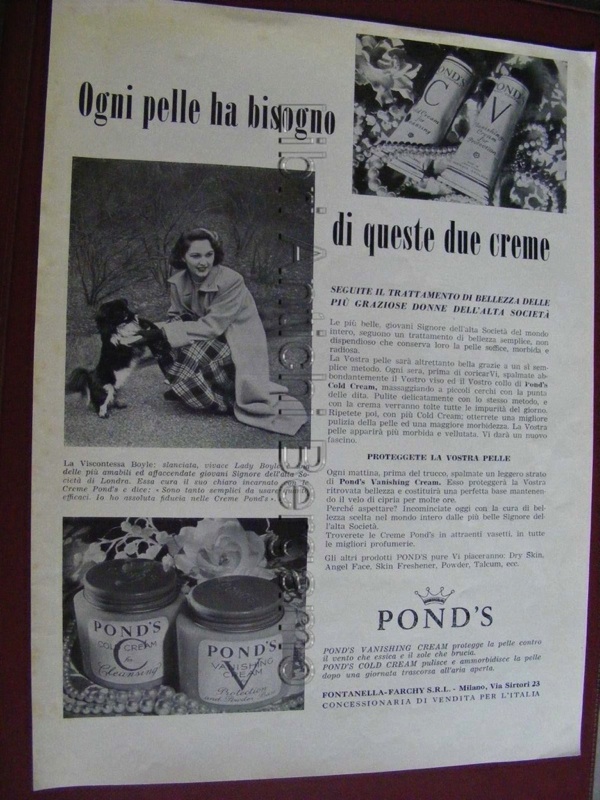 Ogni pelle ha bisogno
di queste due creme
POND'S
C
POND'S
V
SEGUITE IL TRATTAMENTO DI BELLEZZA DELLE
PIÙ GRAZIOSE DONNE DELL'ALTA SOCIETÀ
Le più belle, giovani Signore dell'alta Società del mondo
intero, seguono un trattamento di bellezza semplice, non
dispendioso che conserva loro la pelle soffice, morbida e
radiosa.
La Vostra pelle sarà altrettanto bella grazie a un sì sem-
plice metodo. Ogni sera, prima di coricarVi, spalmate ab-
bondantemente il Vostro viso ed il Vostro collo di Pond's
Cold Cream, massaggiando a piccoli cerchi con la punta
delle dita. Pulite delicatamente con lo stesso metodo, e
con la crema verranno tolte tutte le impurità del giorno.
Ripetete poi, con più Cold Cream; otterrete una migliore
pulizia della pelle ed una maggiore morbidezza. La Vostra
pelle apparirà più morbida e vellutata. Vi darà un nuovo
fascino.
PROTEGGETE LA VOSTRA PELLE
Ogni mattina, prima del trucco, spalmate un leggero strato
di Pond's Vanishing Cream. Esso proteggerà la Vostra
ritrovata bellezza e costituirà una perfetta base mantenen-
do il velo di cipria per molte ore.
Perché aspettare? Incominciate oggi con la cura di bel-
lezza scelta nel mondo intero dalle più belle Signore del-
l'alta Società.
Troverete le Creme Pond's in attraenti vasetti, in tutte
le migliori profumerie.
Gli altri prodotti POND'S pure Vi piaceranno: Dry Skin,
Angel Face, Skin Freshener, Powder, Talcum, ecc.
La Viscontessa Boyle: slanciata, vivace Lady Boyle
delle più amabili ed affaccendate giovani Signore dell'alta So-
cietà di Londra. Essa cura il suo chiaro incarnato
Creme Pond's e dice: « Sono tanto semplici da usare
efficaci. Io ho assoluta fiducia nelle Creme Pond's ».
POND'S
COLD CREAM
C
for
Cleansing
POND'S
VANISHING
CREAM
V
Protection
POND'S
POND'S VANISHING CREAM protegge la pelle contro
il vento che essica e il sole che brucia.
POND'S COLD CREAM pulisce e ammorbidisce la pelle
dopo una giornata trascorsa all'aria aperta.
FONTANELLA-FARCHY S.R.L. - Milano, Via Sirtori 23
CONCESSIONARIA DI VENDITA PER L'ITALIA